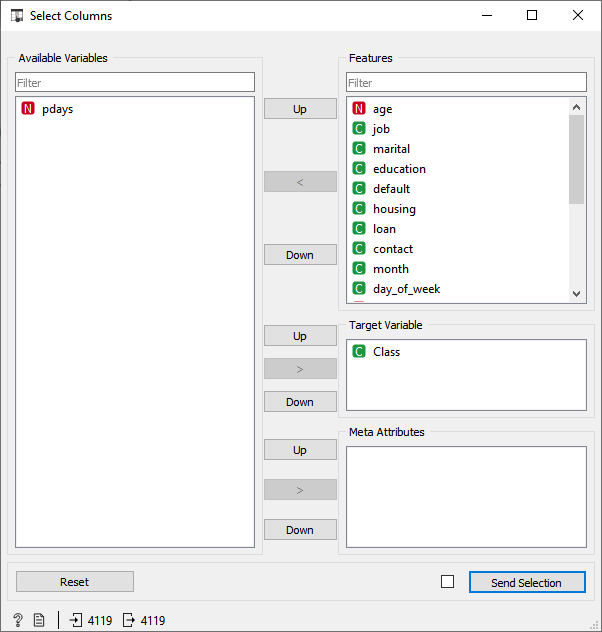 Select Columns
Available Variables
Filter
N pdays
Up
<
Down
Up
>
Down
Up
>
Down
Features
Filter
N age
C job
C marital
C education
C default
C housing
C loan
C contact
C month
C day_of_week
Target Variable
C Class
Meta Attributes
Reset
Send Selection
? 4119 4119